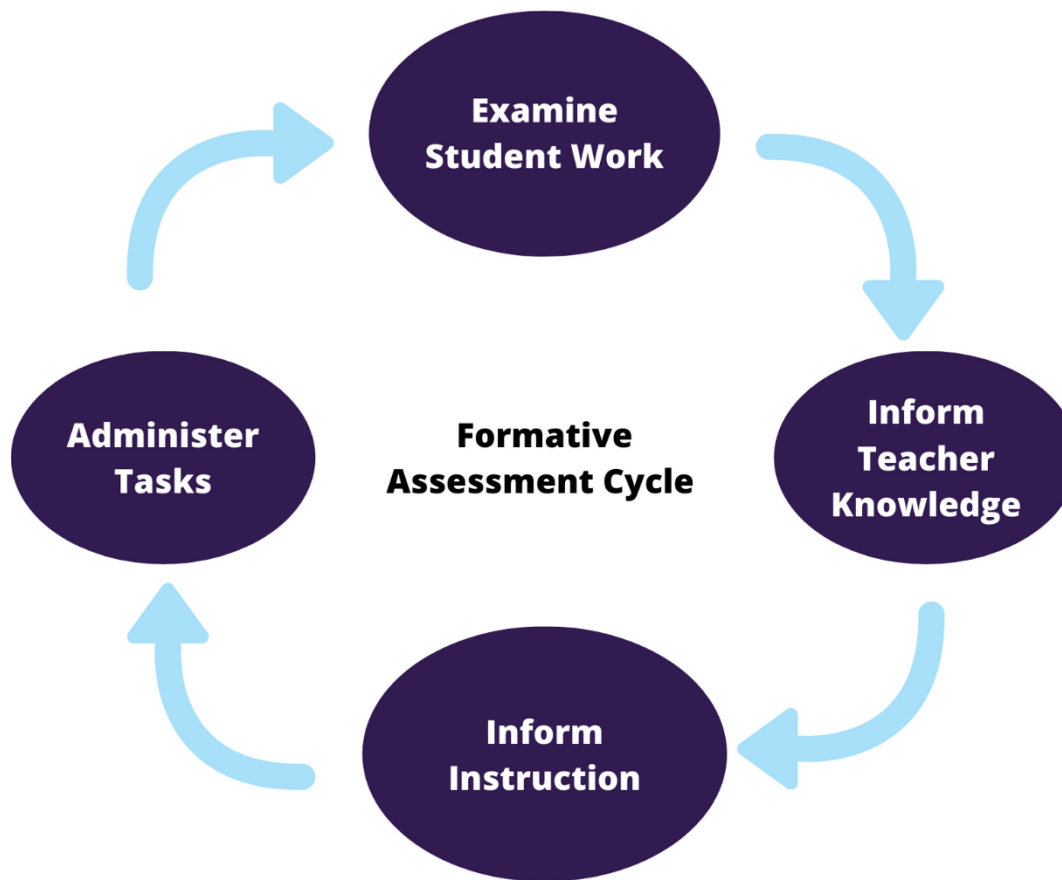 Examine
Student Work
Administer
Tasks
Formative
Assessment Cycle
Inform
Teacher
Knowledge
Inform
Instruction